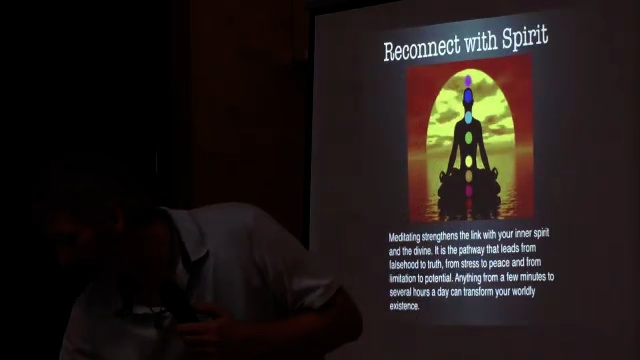 Reconnect with Spirit
Meditating strengthens the link with your inner spirit
and the divine. It is the pathway that leads from
falsehood to truth, from stress to peace and from
limitation to potential. Anything from a few minutes to
several hours a day can transform your worldly
existence.